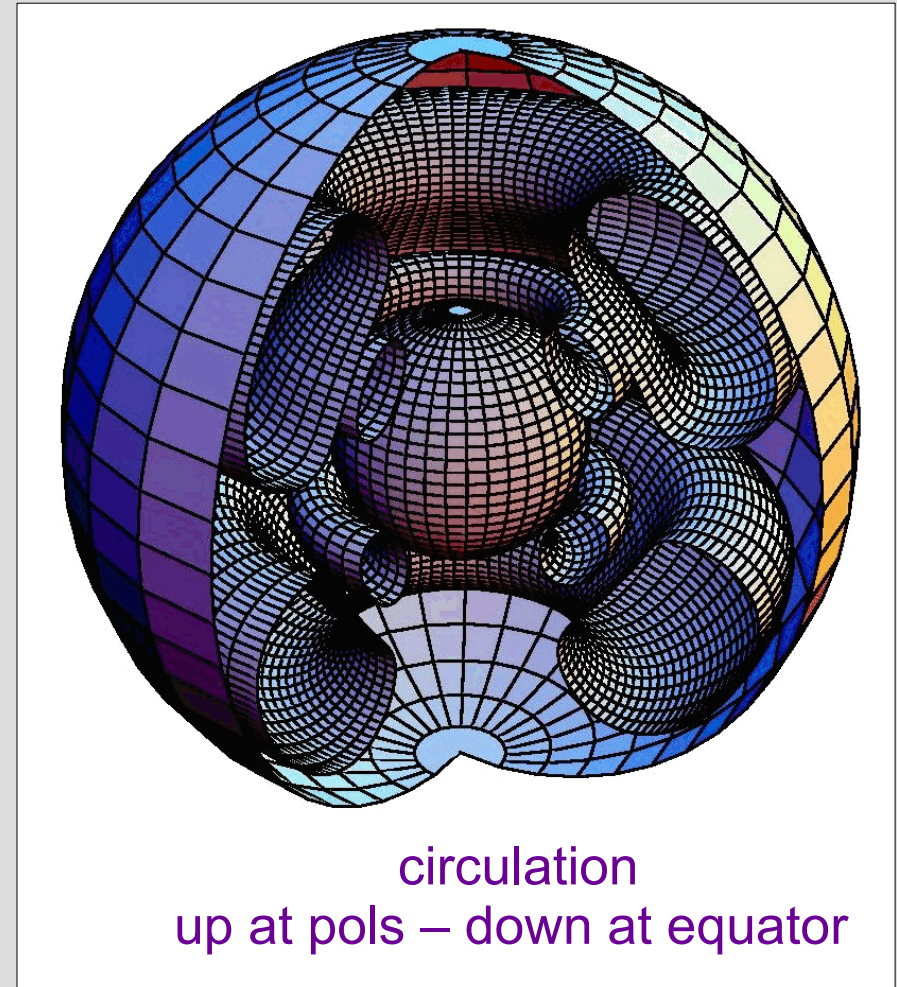 circulation
up at pols – down at equator